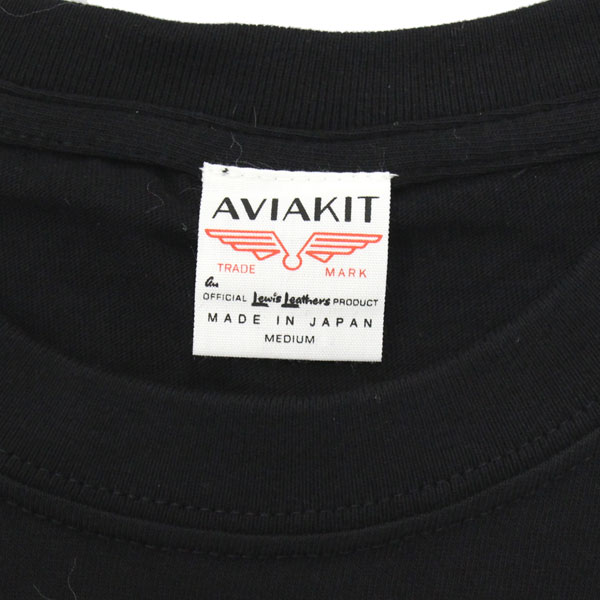 AVIAKIT
TRADE MARK
An
OFFICIAL Lewis Leathers PRODUCT
MADE IN JAPAN
MEDIUM